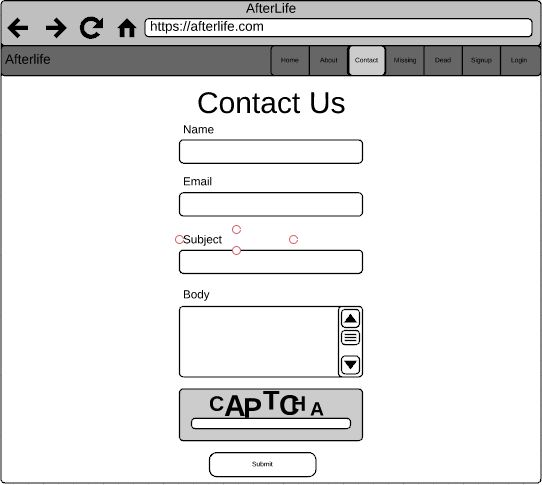 AfterLife
https://afterlife.com
Afterlife Home About Contact Missing Dead Signup Login
Contact Us
Name
Email
Subject
Body
CAPTCHA
Submit